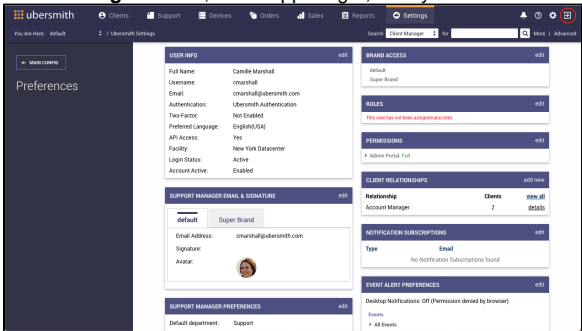 ubersmith
Clients
Support
Devices
Orders
Sales
Reports
Settings
You Are Here: default / Ubersmith Settings
Search Client Manager for
More | Advanced
← MAIN CONFIG
Preferences
USER INFO edit
Full Name: Camille Marshall
Username: cmarshall
Email: cmarshall@ubersmith.com
Authentication: Ubersmith Authentication
Two-Factor: Not Enabled
Preferred Language: English(USA)
API Access: Yes
Facility: New York Datacenter
Login Status: Active
Account Active: Enabled
SUPPORT MANAGER EMAIL & SIGNATURE edit
default Super Brand
Email Address: cmarshall@ubersmith.com
Signature:
Avatar:
SUPPORT MANAGER PREFERENCES edit
Default department: Support
BRAND ACCESS edit
default
Super Brand
ROLES edit
This user has not been assigned any roles
PERMISSIONS edit
Admin Portal: Full
CLIENT RELATIONSHIPS add new
Relationship Clients view all
Account Manager 2 details
NOTIFICATION SUBSCRIPTIONS edit
Type Email
No Notification Subscriptions found
EVENT ALERT PREFERENCES edit
Desktop Notifications: Off (Permission denied by browser)
Events
All Events